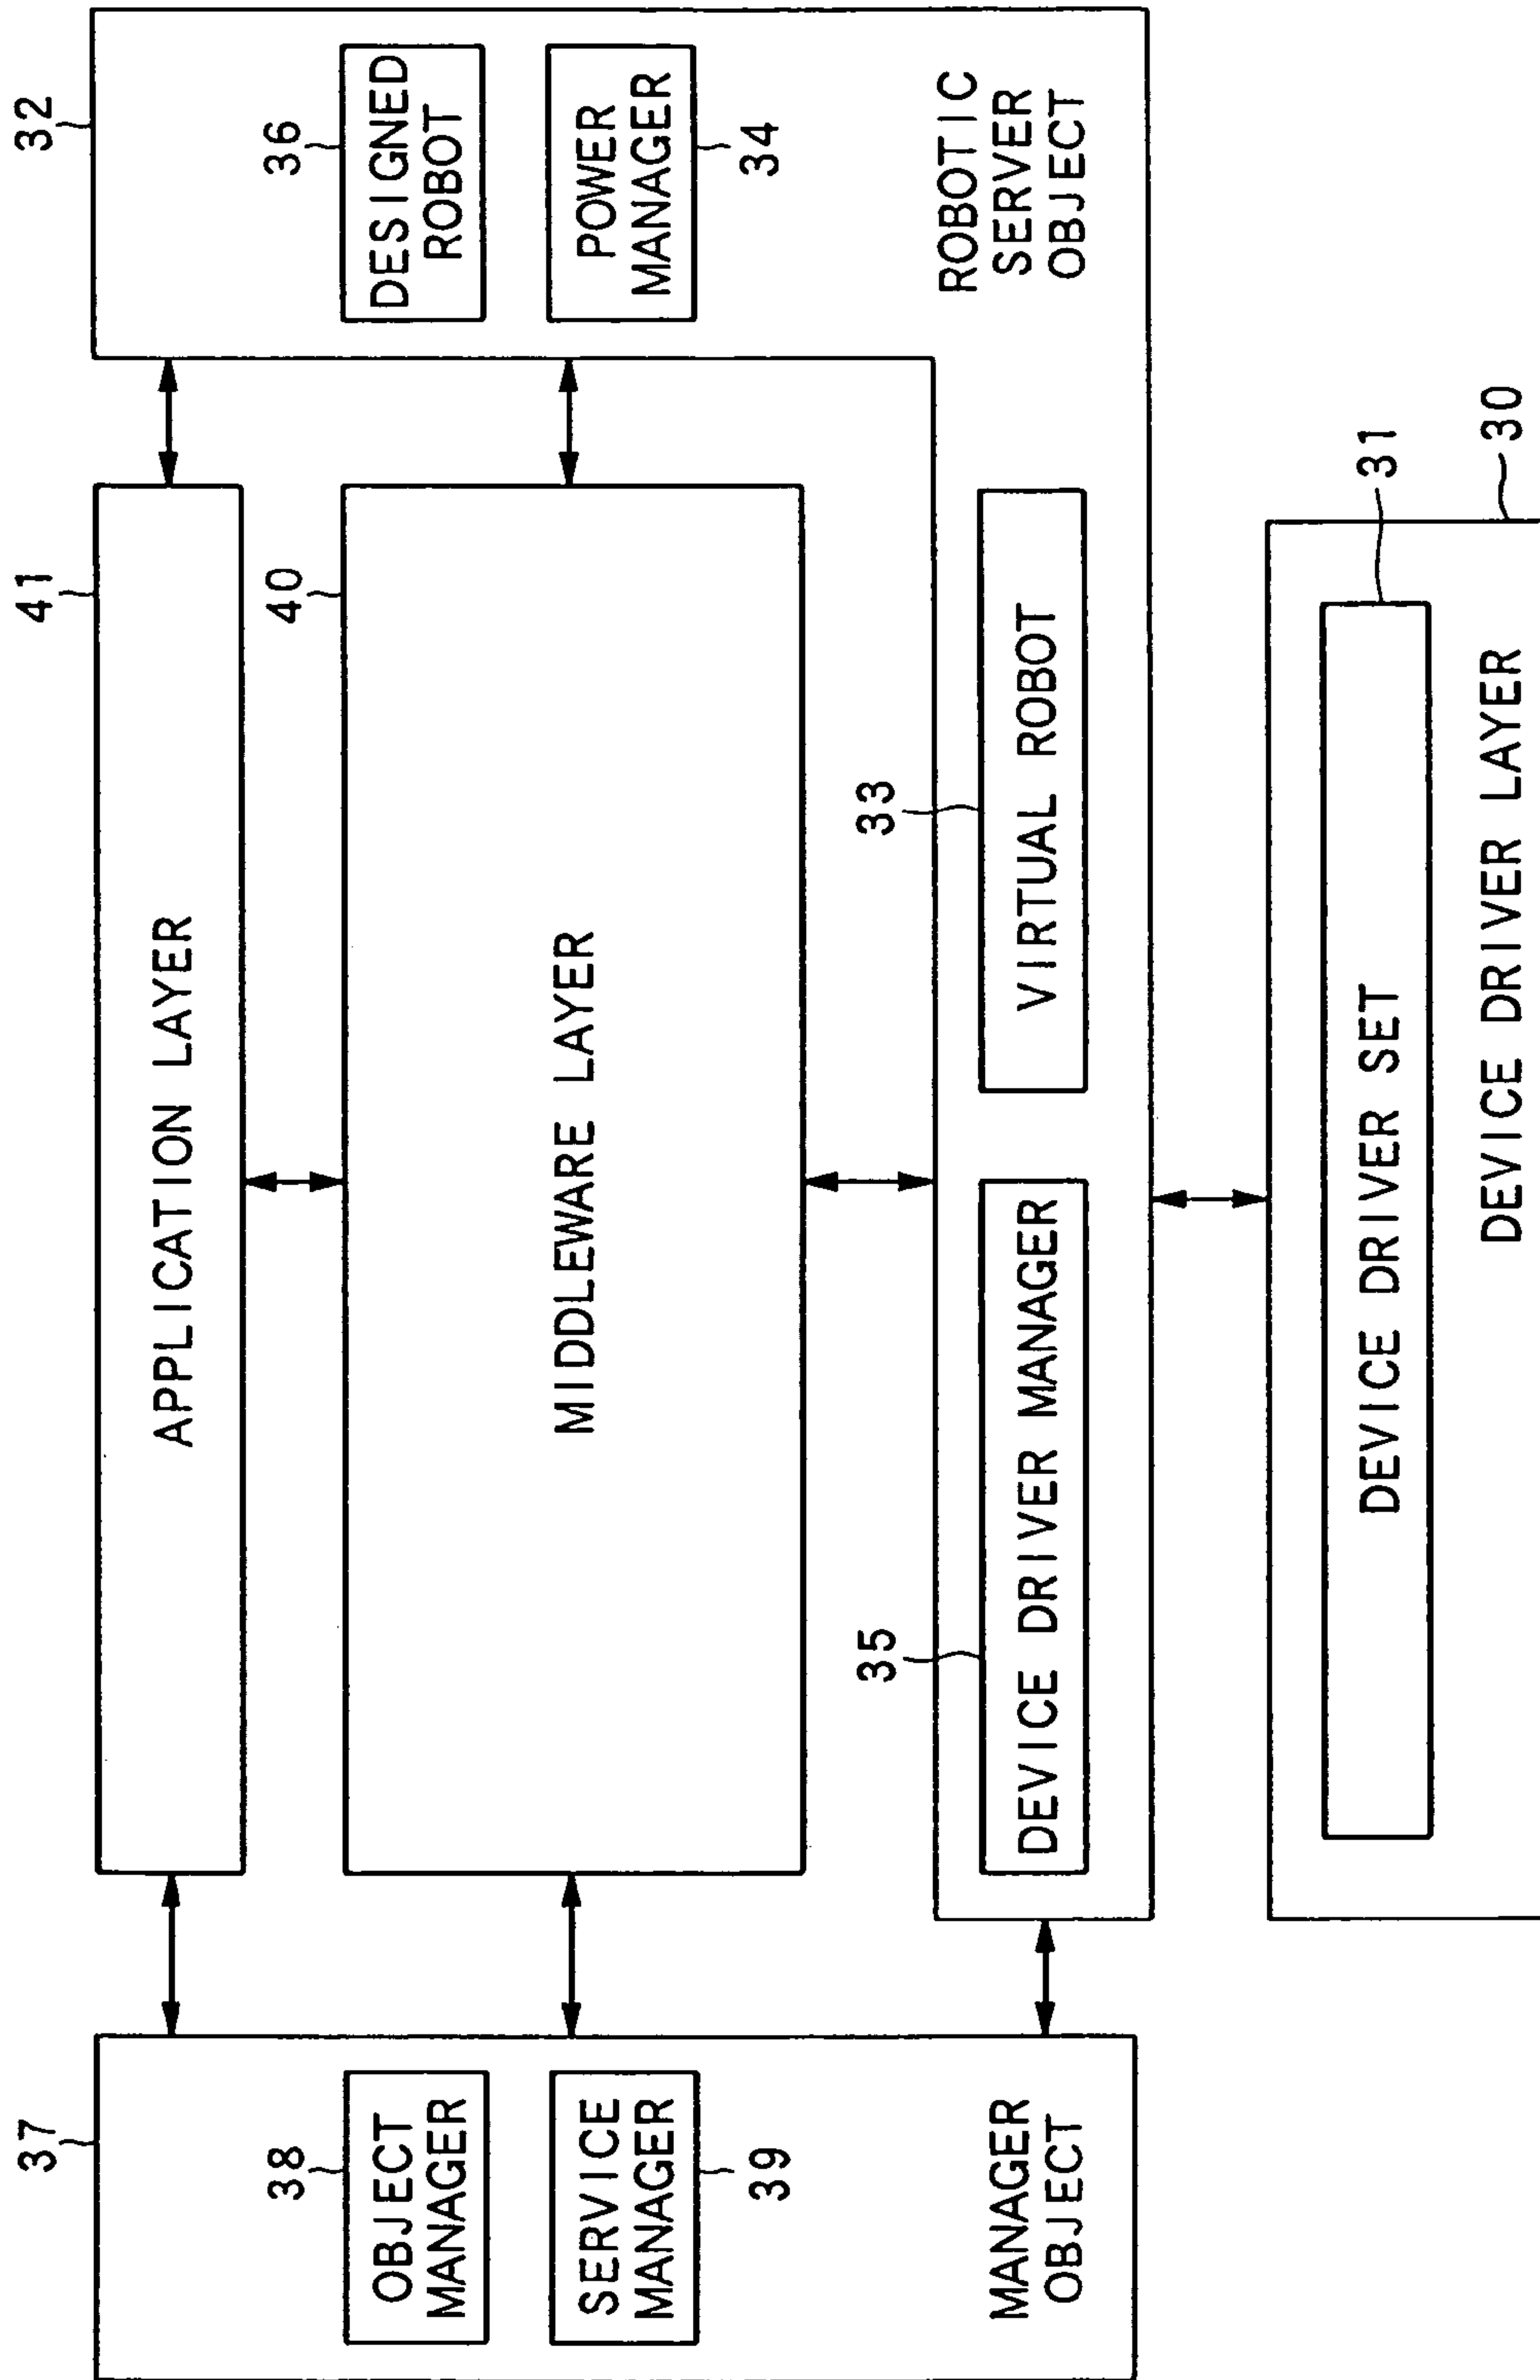 37
41
32
APPLICATION LAYER
38
OBJECT
MANAGER
40
36
DESIGNED
ROBOT
SERVICE
MANAGER
39
MIDDLEWARE LAYER
POWER
MANAGER
34
35
33
MANAGER
OBJECT
DEVICE DRIVER MANAGER
VIRTUAL ROBOT
ROBOTIC
SERVER
OBJECT
DEVICE DRIVER SET
31
DEVICE DRIVER LAYER
30